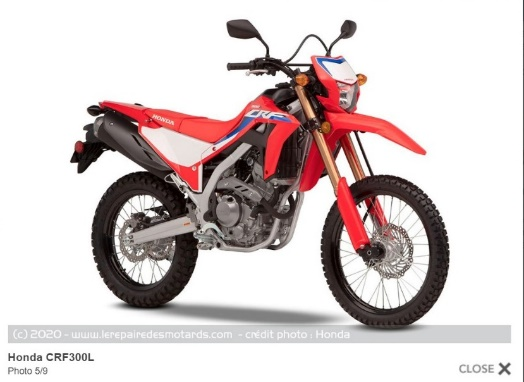 HONDA
CRF
(c) 2020 - www.lerepairedesmotards.com - crédit photo : Honda
Honda CRF300L
Photo 5/9
CLOSE X